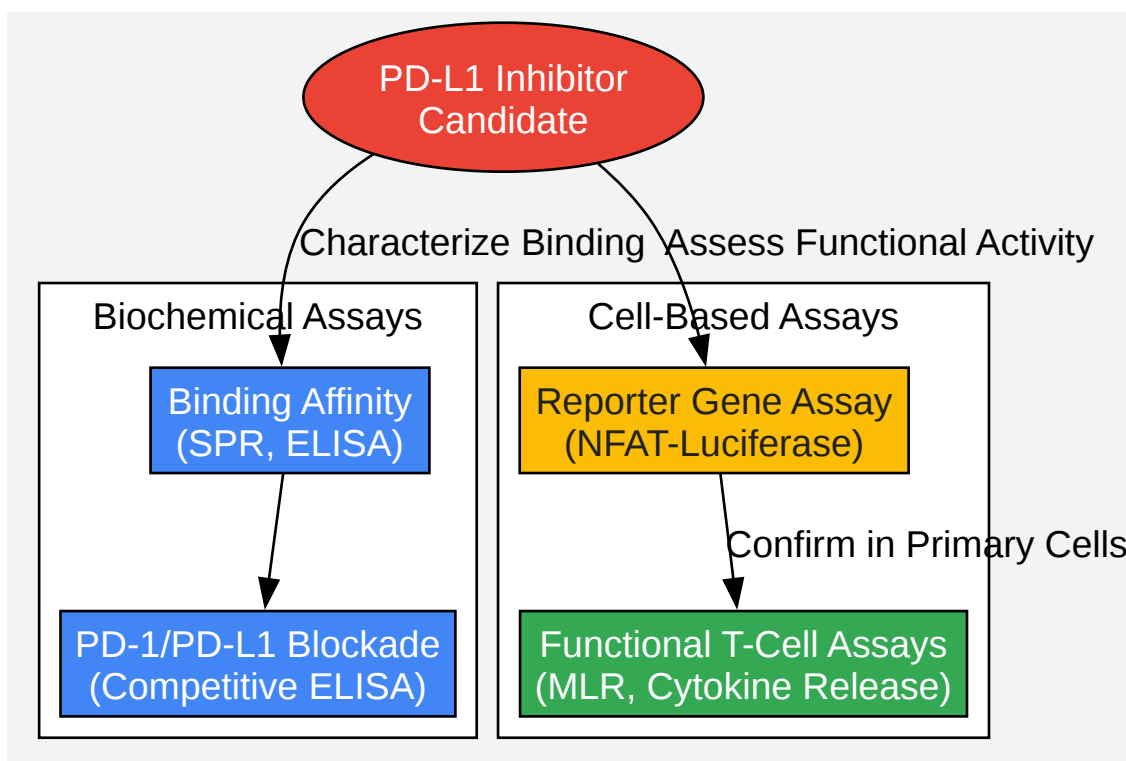 PD-L1 Inhibitor
Candidate
Characterize Binding
Assess Functional Activity
Biochemical Assays
Binding Affinity
(SPR, ELISA)
PD-1/PD-L1 Blockade
(Competitive ELISA)
Cell-Based Assays
Reporter Gene Assay
(NFAT-Luciferase)
Confirm in Primary Cells
Functional T-Cell Assays
(MLR, Cytokine Release)